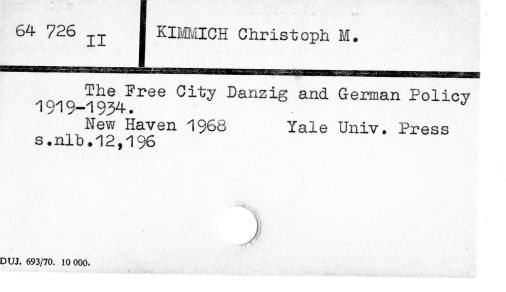 64 726 II
KIMMICH Christoph M.
The Free City Danzig and German Policy
1919-1934.
New Haven 1968 Yale Univ. Press
s.nlb.12,196
DUJ. 693/70. 10 000.